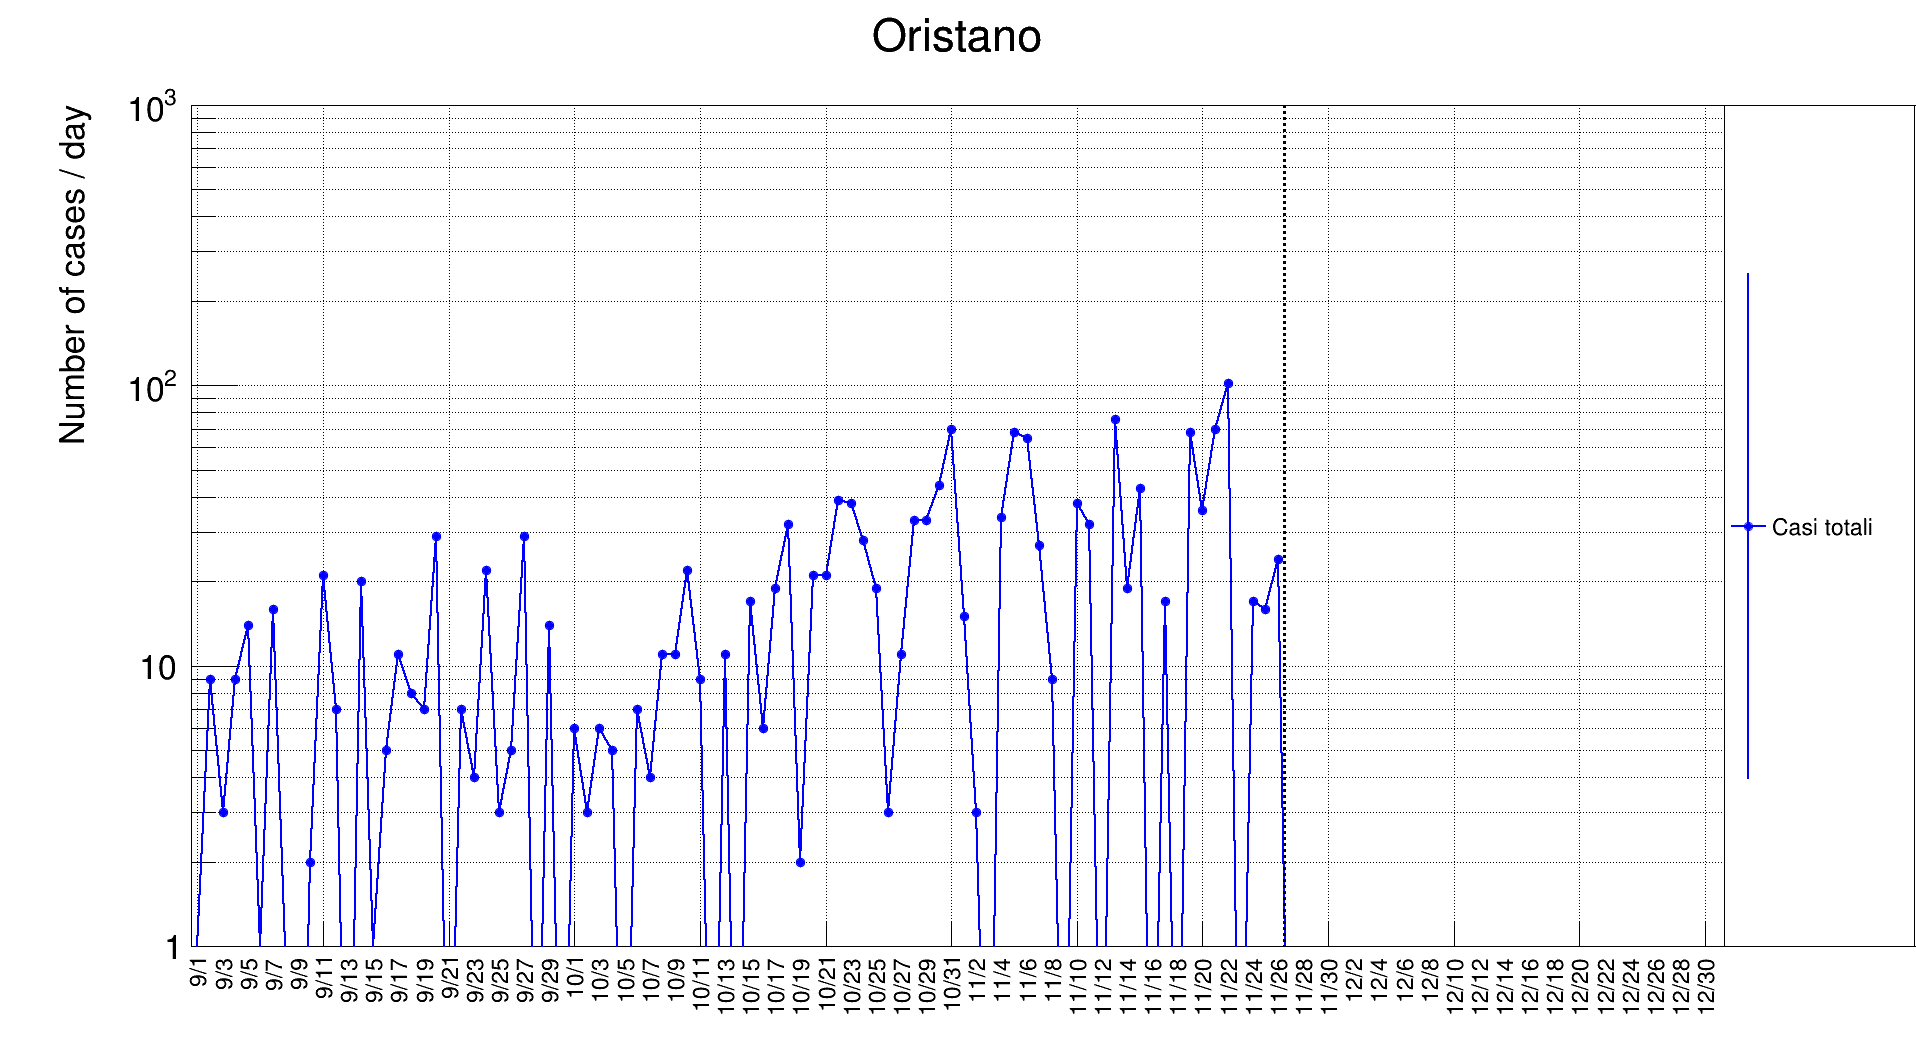 Oristano
Number of cases / day
10³
10²
10
1
9/1 9/3 9/5 9/7 9/9 9/11 9/13 9/15 9/17 9/19 9/21 9/23 9/25 9/27 9/29 10/1 10/3 10/5 10/7 10/9 10/11 10/13 10/15 10/17 10/19 10/21 10/23 10/25 10/27 10/29 10/31 11/2 11/4 11/6 11/8 11/10 11/12 11/14 11/16 11/18 11/20 11/22 11/24 11/26 11/28 11/30 12/2 12/4 12/6 12/8 12/10 12/12 12/14 12/16 12/18 12/20 12/22 12/24 12/26 12/28 12/30
Casi totali